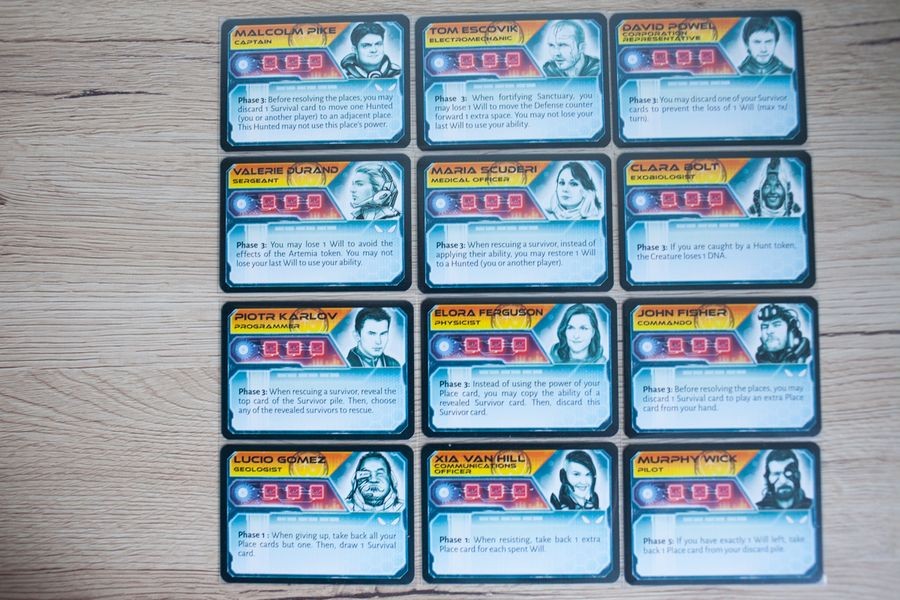 MALCOLM PIKE
CAPTAIN
Phase 3: Before resolving the places, you may
discard 1 Survival card to move one Hunted
(you or another player) to an adjacent place.
This Hunted may not use this place's power.
TOM ESCOVIK
ELECTROMECHANIC
Phase 3: When fortifying Sanctuary, you
may lose 1 Will to move the Defense counter
forward 1 extra space. You may not lose your
last Will to use your ability.
DAVID POWEL
CORPORATION
REPRESENTATIVE
Phase 3: You may discard one of your Survivor
cards to prevent the loss of 1 Will (max 1x/
turn).
VALERIE DURAND
SERGEANT
Phase 3: You may lose 1 Will to avoid the
effects of the Artemia token. You may not
lose your last Will to use your ability.
MARIA SCUDERI
MEDICAL OFFICER
Phase 3: When rescuing a survivor, instead of
applying their ability, you may restore 1 Will
to a Hunted (you or another player).
CLARA BOLT
EXOBIOLOGIST
Phase 3: If you are caught by a Hunt token,
the Creature loses 1 DNA.
PIOTR KARLOV
PROGRAMMER
Phase 3: When rescuing a survivor, reveal the
top card of the Survivor pile. Then, choose
any of the revealed survivors to rescue.
ELORA FERGUSON
PHYSICIST
Phase 3: Instead of using the power of your
Place card, you may copy the ability of a
revealed Survivor card. Then, discard this
Survivor card.
JOHN FISHER
COMMANDO
Phase 3: Before resolving the places, you may
discard 1 Survival card to play an extra Place
card from your hand.
LUCIO GOMEZ
GEOLOGIST
Phase 1 : When giving up, take back all your
Place cards but one. Then, draw 1 Survival
card.
XIA VAN HILL
COMMUNICATIONS
OFFICER
Phase 1: When resisting, take back 1 extra
Place card for each spent Will.
MURPHY WICK
PILOT
Phase 5: If you have exactly 1 Will left, take
back 1 Place card from your discard pile.